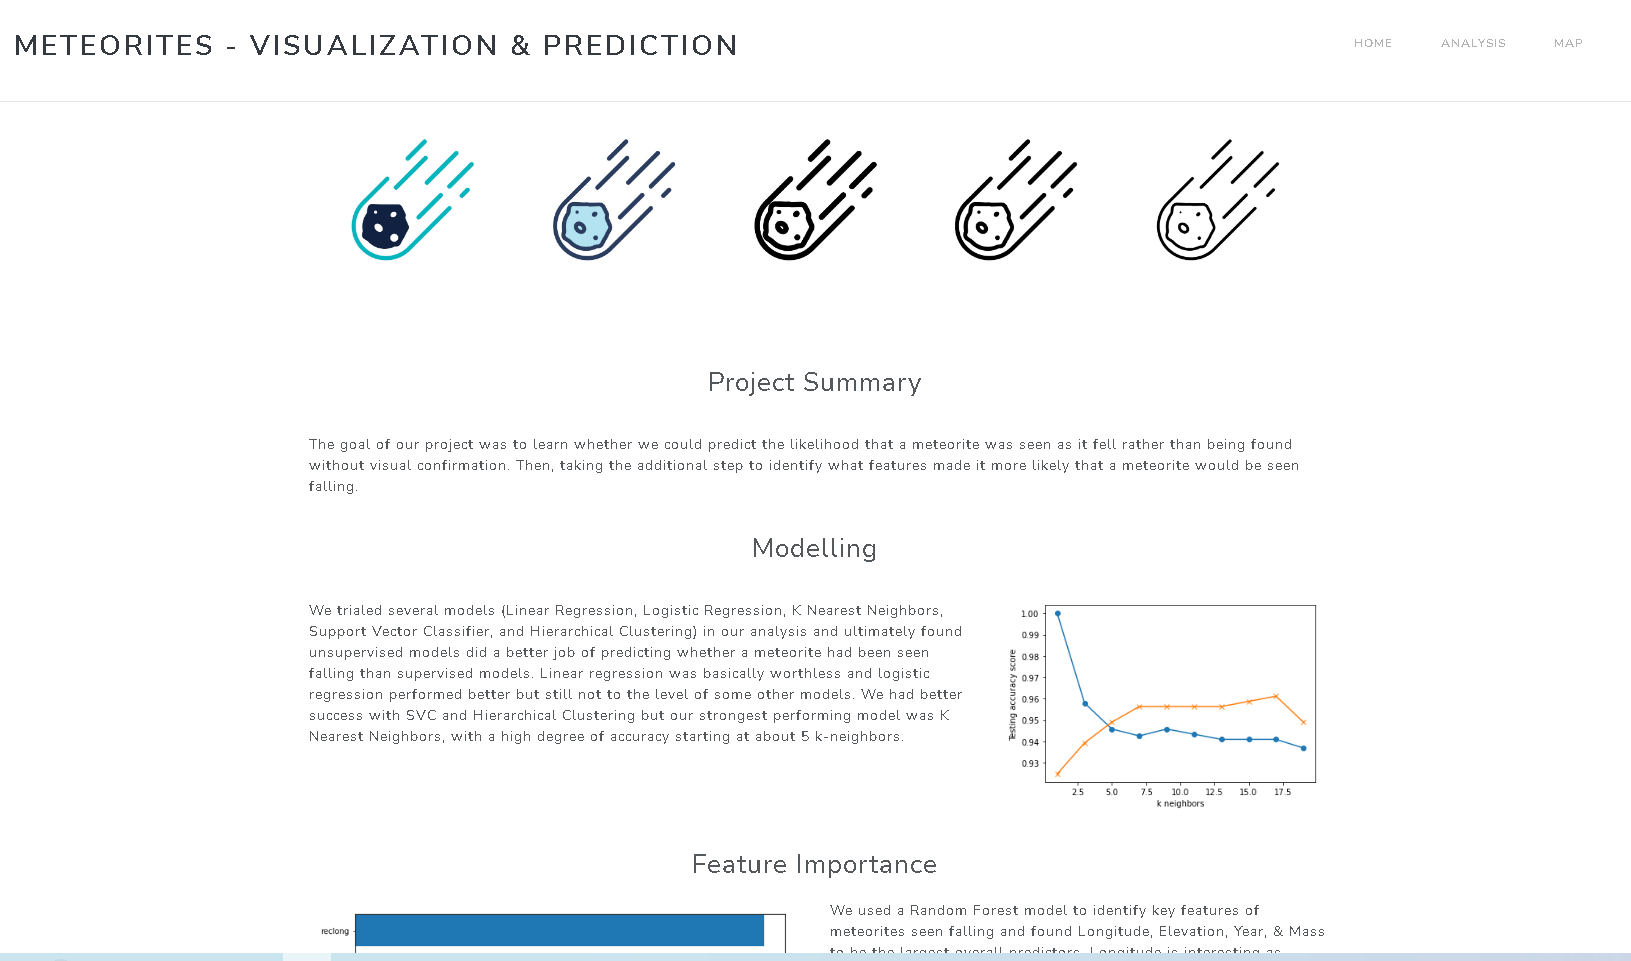 METEORITES - VISUALIZATION & PREDICTION
HOME
ANALYSIS
MAP
Project Summary
The goal of our project was to learn whether we could predict the likelihood that a meteorite was seen as it fell rather than being found
without visual confirmation. Then, taking the additional step to identify what features made it more likely that a meteorite would be seen
falling.
Modelling
We trialed several models (Linear Regression, Logistic Regression, K Nearest Neighbors,
Support Vector Classifier, and Hierarchical Clustering) in our analysis and ultimately found
unsupervised models did a better job of predicting whether a meteorite had been seen
falling than supervised models. Linear regression was basically worthless and logistic
regression performed better but still not to the level of some other models. We had better
success with SVC and Hierarchical Clustering but our strongest performing model was K
Nearest Neighbors, with a high degree of accuracy starting at about 5 k-neighbors.
Testing accuracy score
1.00
0.99
0.98
0.97
0.96
0.95
0.94
0.93
2.5 5.0 7.5 10.0 12.5 15.0 17.5
k neighbors
Feature Importance
reclong
We used a Random Forest model to identify key features of
meteorites seen falling and found Longitude, Elevation, Year, & Mass
to be the largest overall predictors. Longitude is interesting as